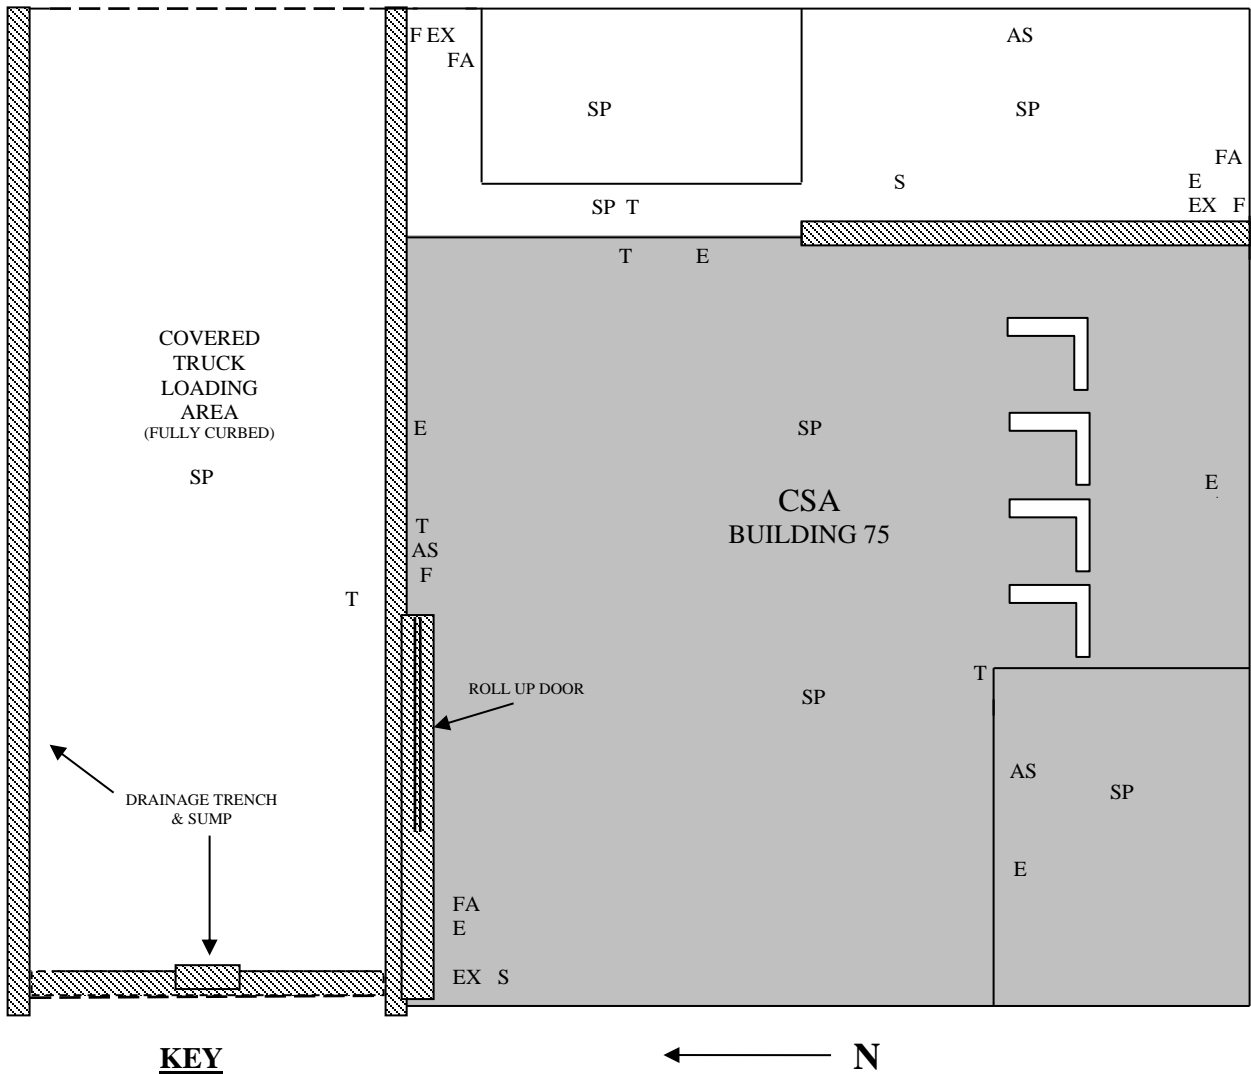 F EX
FA
AS
SP
SP
FA
S
E
EX F
SP T
T E
COVERED
TRUCK
LOADING
AREA
(FULLY CURBED)
SP
E
SP
E
CSA
BUILDING 75
T
AS
F
T
T
ROLL UP DOOR
SP
AS
SP
DRAINAGE TRENCH
& SUMP
E
FA
E
EX S
KEY
N